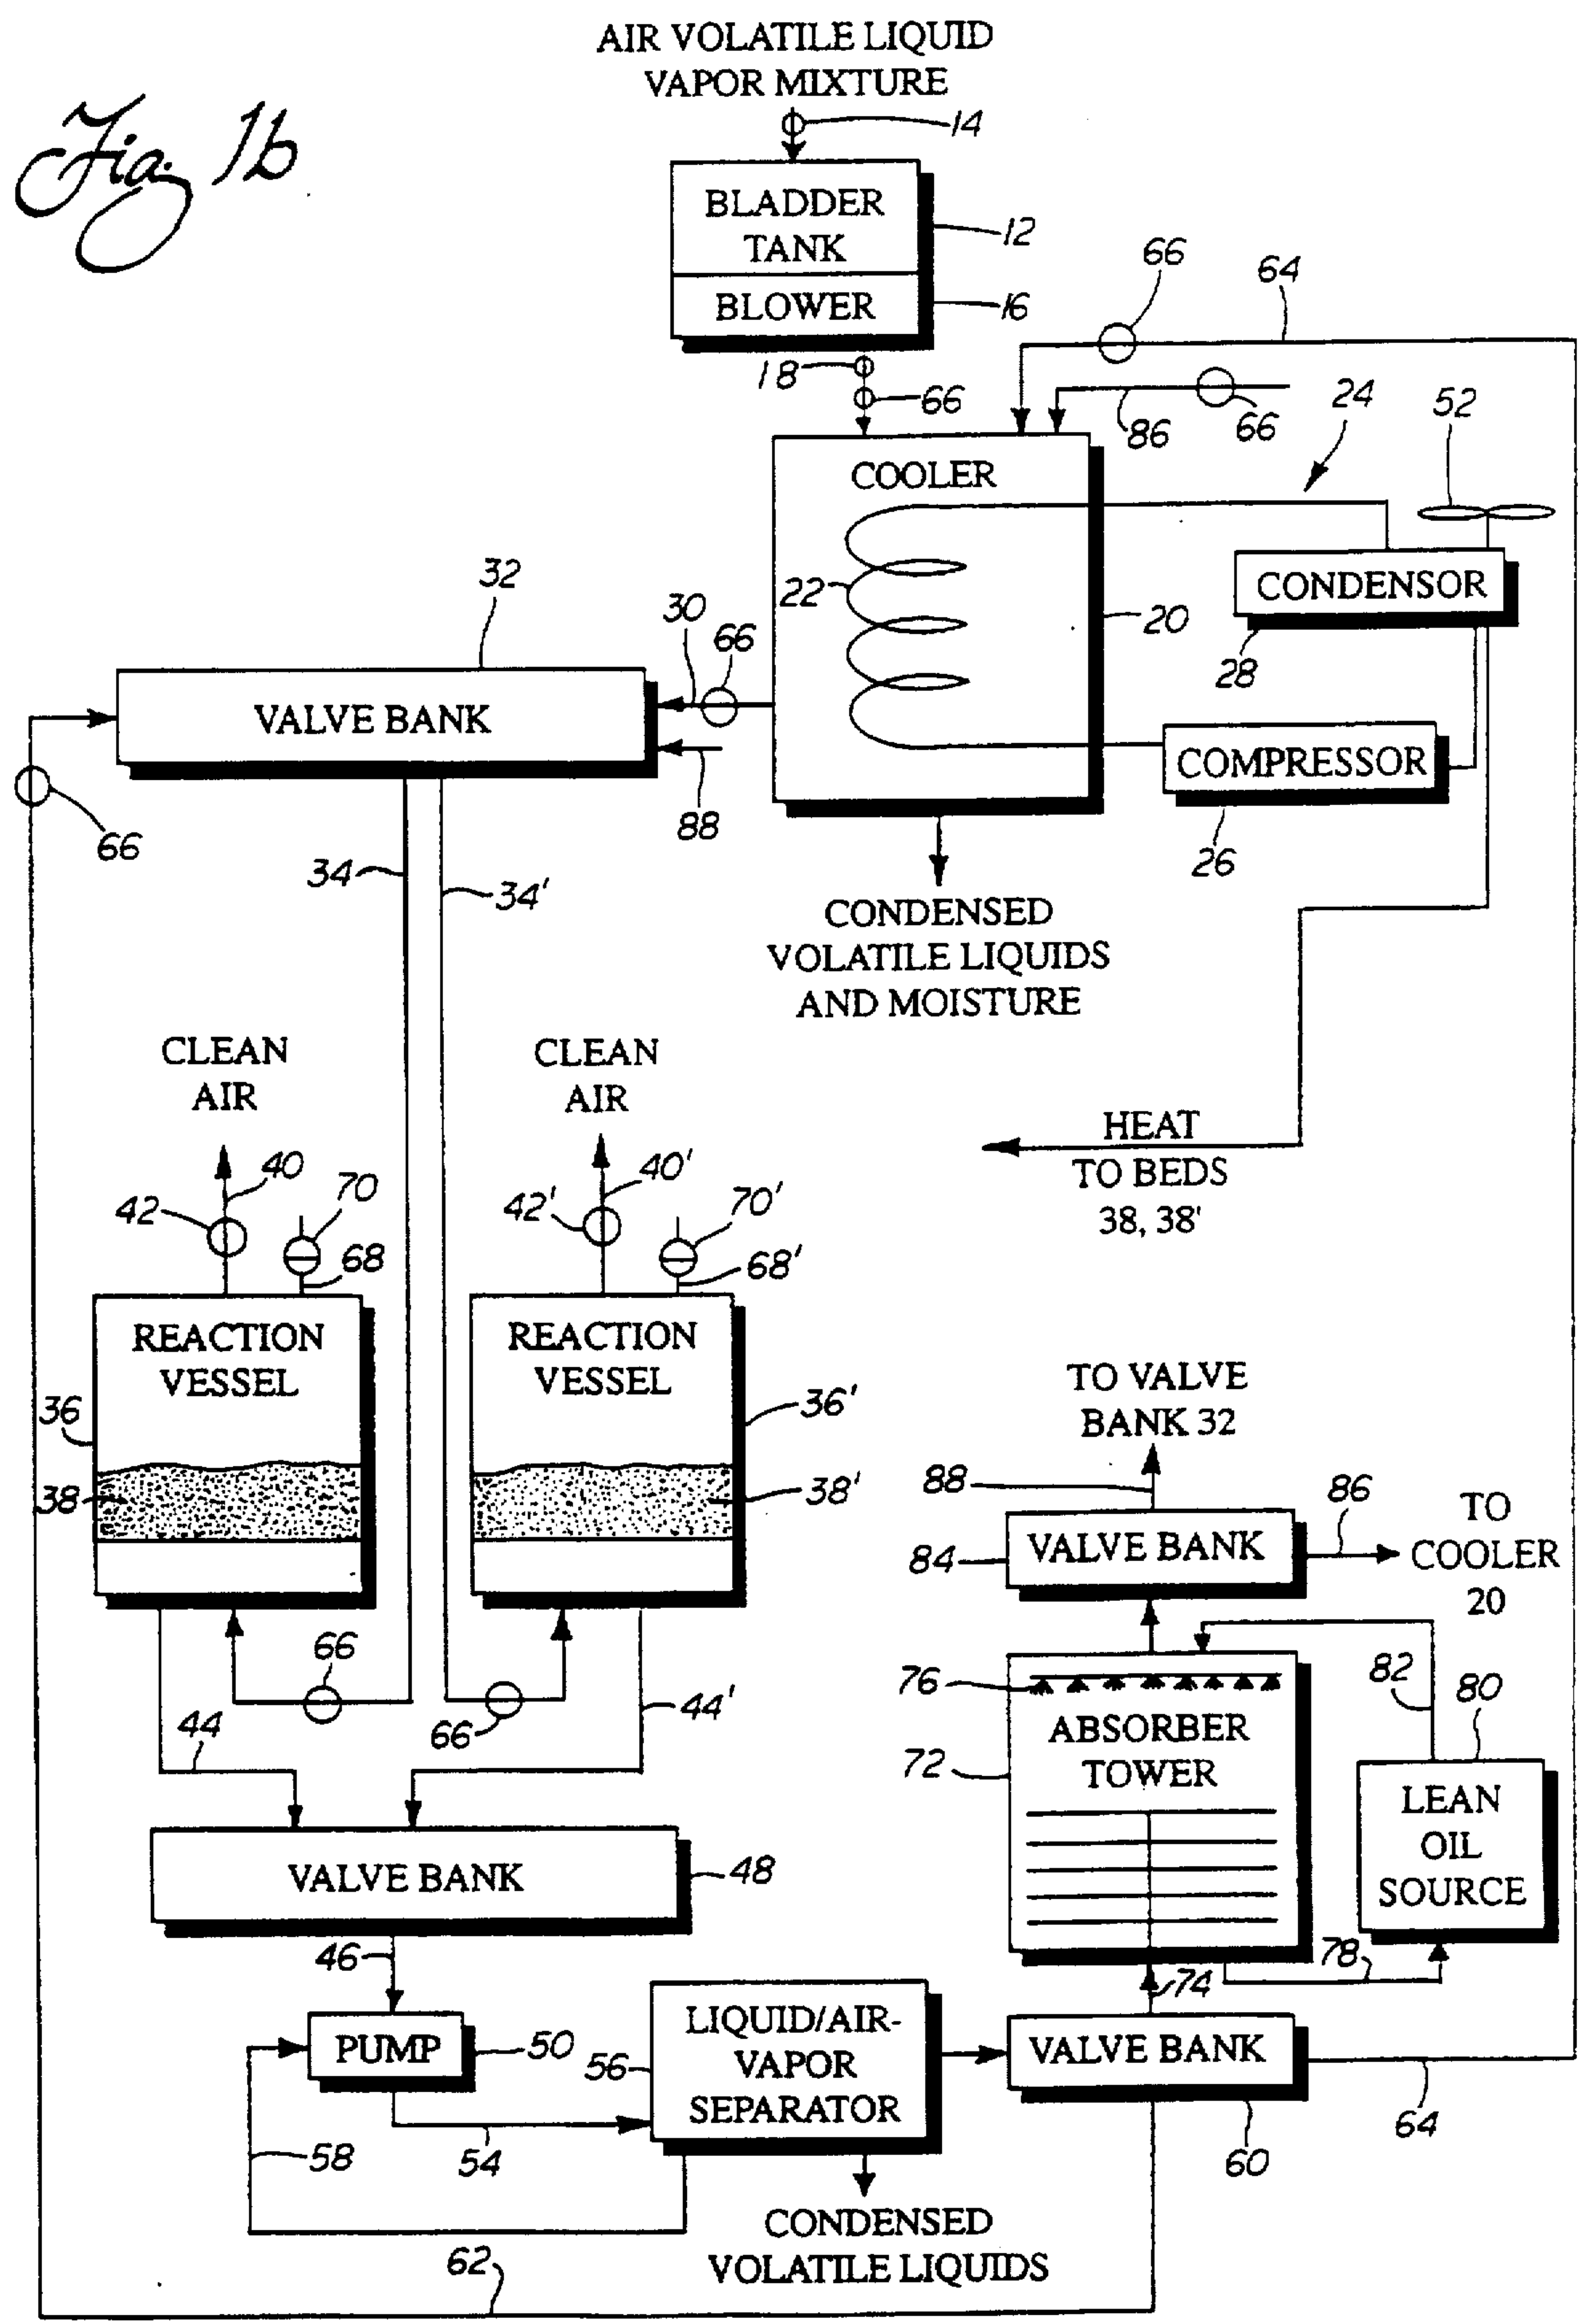 Fig. 1b
AIR VOLATILE LIQUID
VAPOR MIXTURE
14
BLADDER
TANK
12
BLOWER
16
18
66
66
64
86
66
24
52
COOLER
22
20
CONDENSOR
28
COMPRESSOR
26
32
30
66
VALVE BANK
88
66
34
34'
CONDENSED
VOLATILE LIQUIDS
AND MOISTURE
CLEAN
AIR
CLEAN
AIR
HEAT
TO BEDS
38, 38'
40
42
70
68
40'
42'
70'
68'
REACTION
VESSEL
36
38
REACTION
VESSEL
36'
38'
66
66
44
44'
TO VALVE
BANK 32
88
VALVE BANK
84
86
TO
COOLER
20
76
ABSORBER
TOWER
72
82
80
LEAN
OIL
SOURCE
78
74
VALVE BANK
48
46
PUMP
50
LIQUID/AIR-
VAPOR
SEPARATOR
56
VALVE BANK
60
64
58
54
CONDENSED
VOLATILE LIQUIDS
62